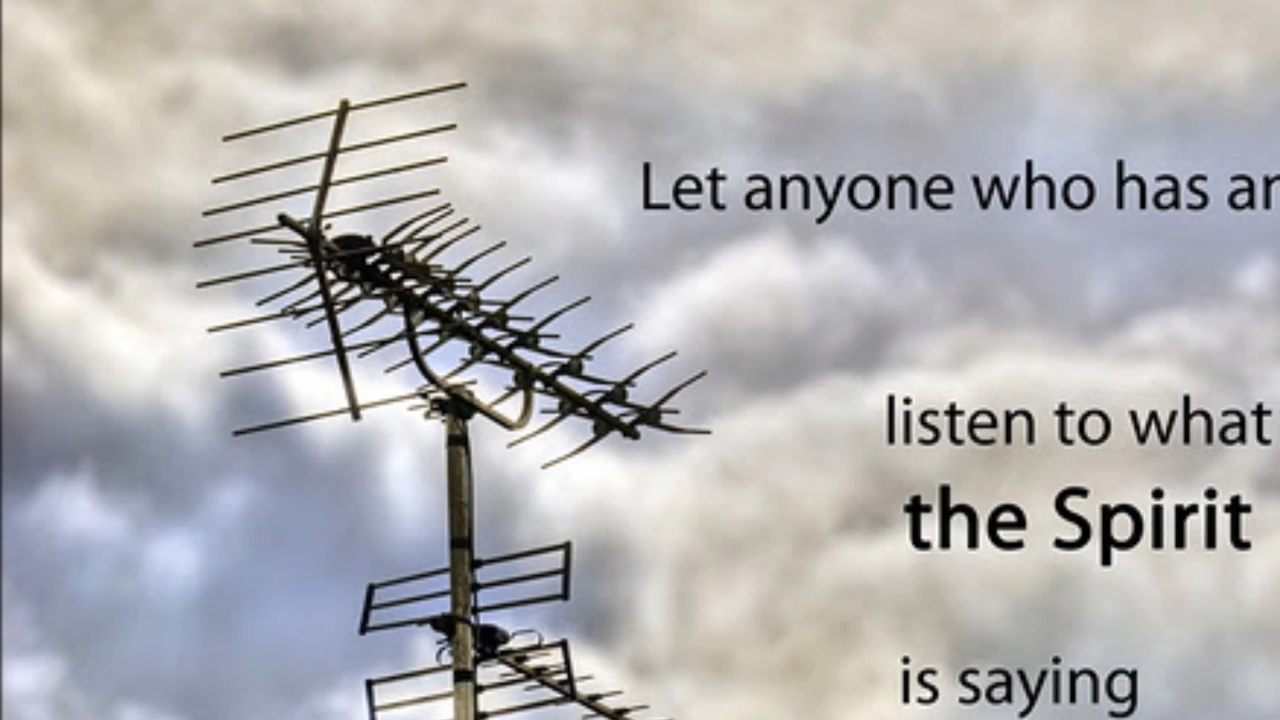 Let anyone who has
listen to what
the Spirit
is saying